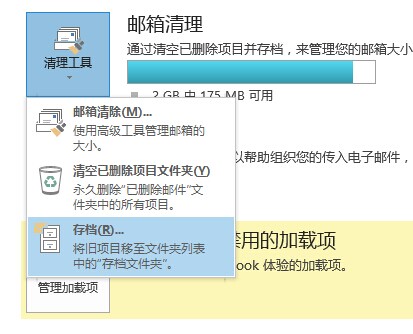 邮箱清理
通过清空已删除项目并存档，来管理您的邮箱大小
清理工具
2 GB 中 175 MB 可用
邮箱清除(M)...
使用高级工具管理邮箱的
大小。
以帮助组织您的传入电子邮件，
清空已删除项目文件夹(Y)
永久删除“已删除邮件”文
件夹中的所有项目。
存档(R)...
将旧项目移至文件夹列表
中的“存档文件夹”。
禁用的加载项
ook 体验的加载项。
管理加载项